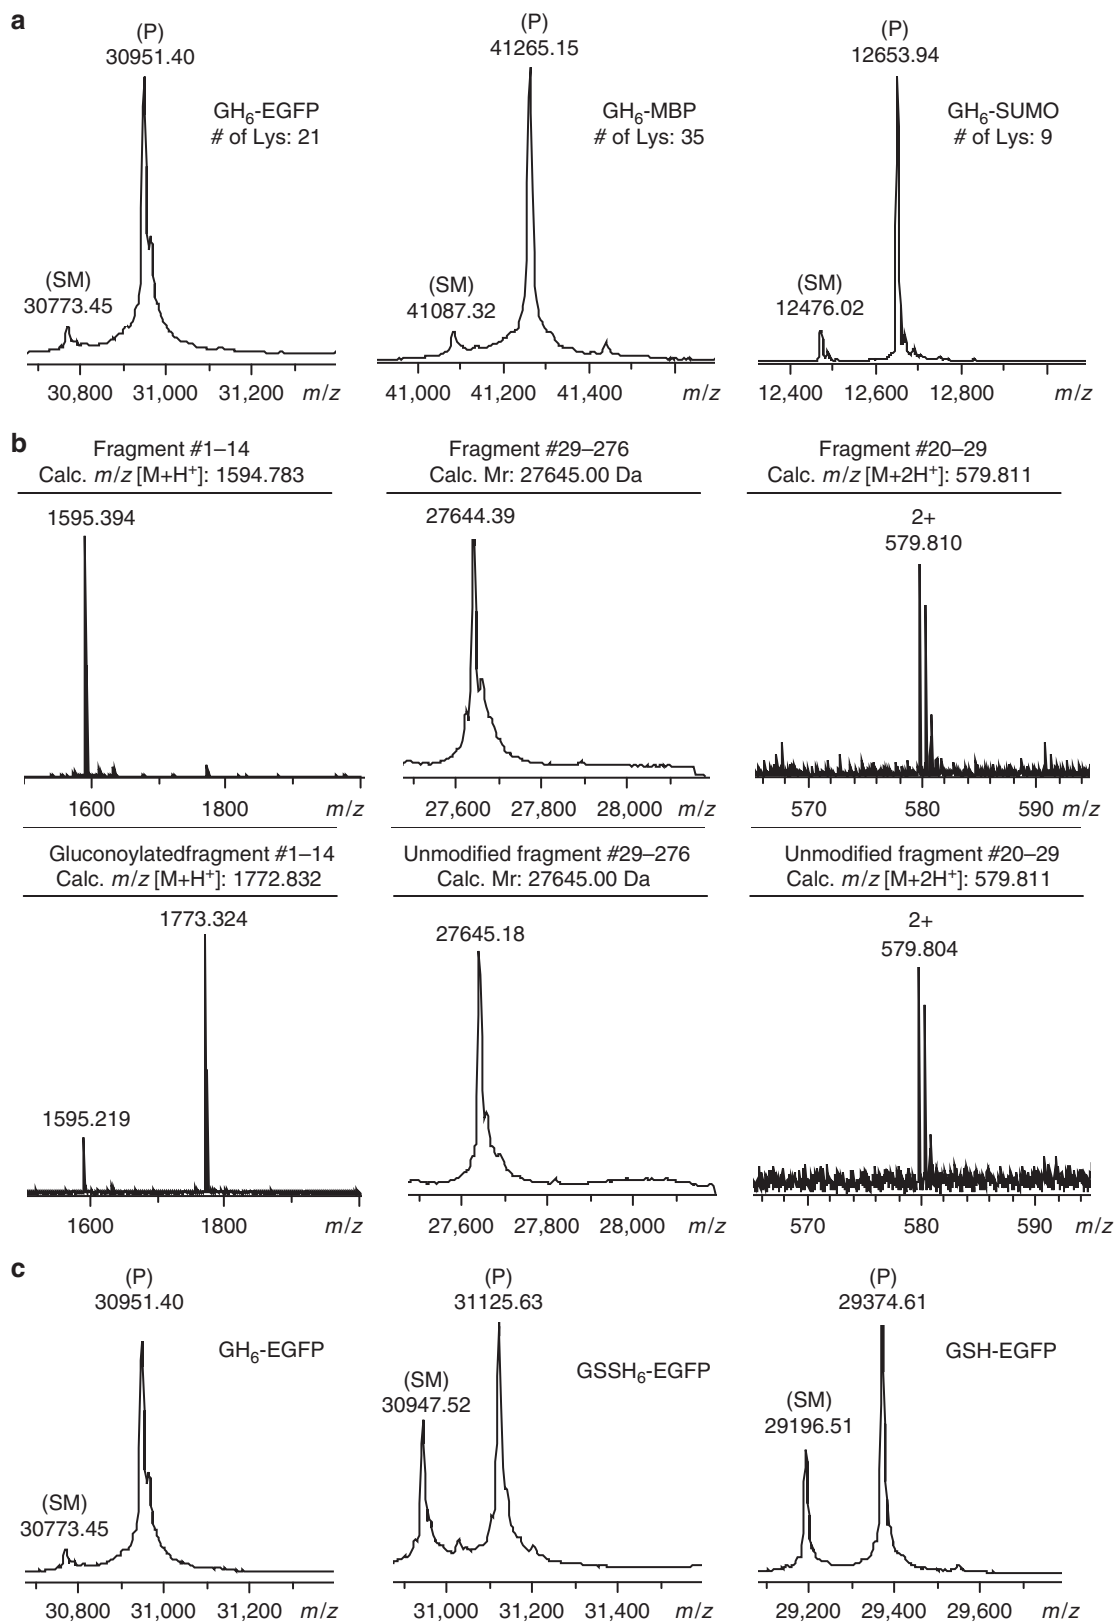 a
(P)
30951.40
GH6-EGFP
# of Lys: 21
(SM)
30773.45
30,800 31,000 31,200 m/z
(P)
41265.15
GH6-MBP
# of Lys: 35
(SM)
41087.32
41,000 41,200 41,400 m/z
(P)
12653.94
GH6-SUMO
# of Lys: 9
(SM)
12476.02
12,400 12,600 12,800 m/z
b
Fragment #1–14
Calc. m/z [M+H+]: 1594.783
1595.394
1600 1800 m/z
Fragment #29–276
Calc. Mr: 27645.00 Da
27644.39
27,600 27,800 28,000 m/z
Fragment #20–29
Calc. m/z [M+2H+]: 579.811
2+
579.810
570 580 590 m/z
Gluconoylatedfragment #1–14
Calc. m/z [M+H+]: 1772.832
1773.324
1595.219
1600 1800 m/z
Unmodified fragment #29–276
Calc. Mr: 27645.00 Da
27645.18
27,600 27,800 28,000 m/z
Unmodified fragment #20–29
Calc. m/z [M+2H+]: 579.811
2+
579.804
570 580 590 m/z
c
(P)
30951.40
GH6-EGFP
(SM)
30773.45
30,800 31,000 31,200 m/z
(P)
31125.63
GSSH6-EGFP
(SM)
30947.52
31,000 31,200 31,400 m/z
(P)
29374.61
GSH-EGFP
(SM)
29196.51
29,200 29,400 29,600 m/z